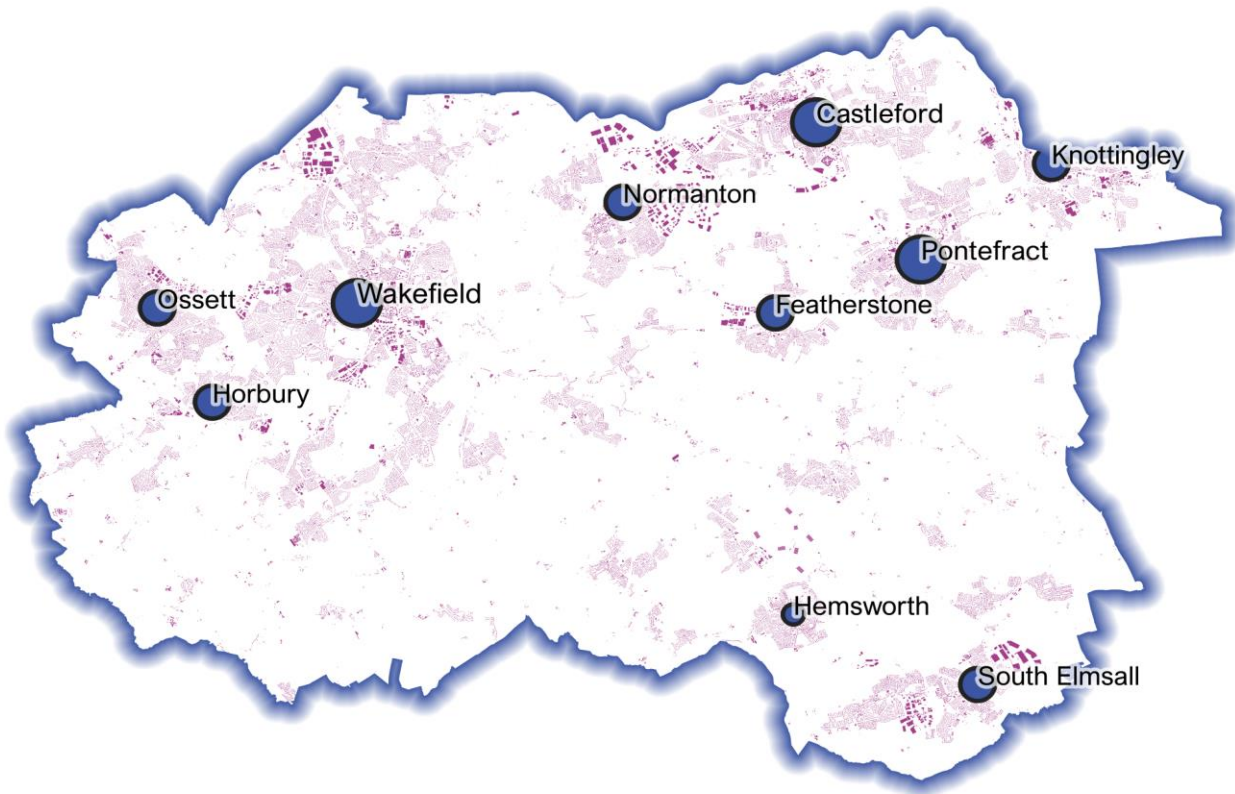 Castleford
Knottingley
Normanton
Pontefract
Ossett
Wakefield
Featherstone
Horbury
Hemsworth
South Elmsall